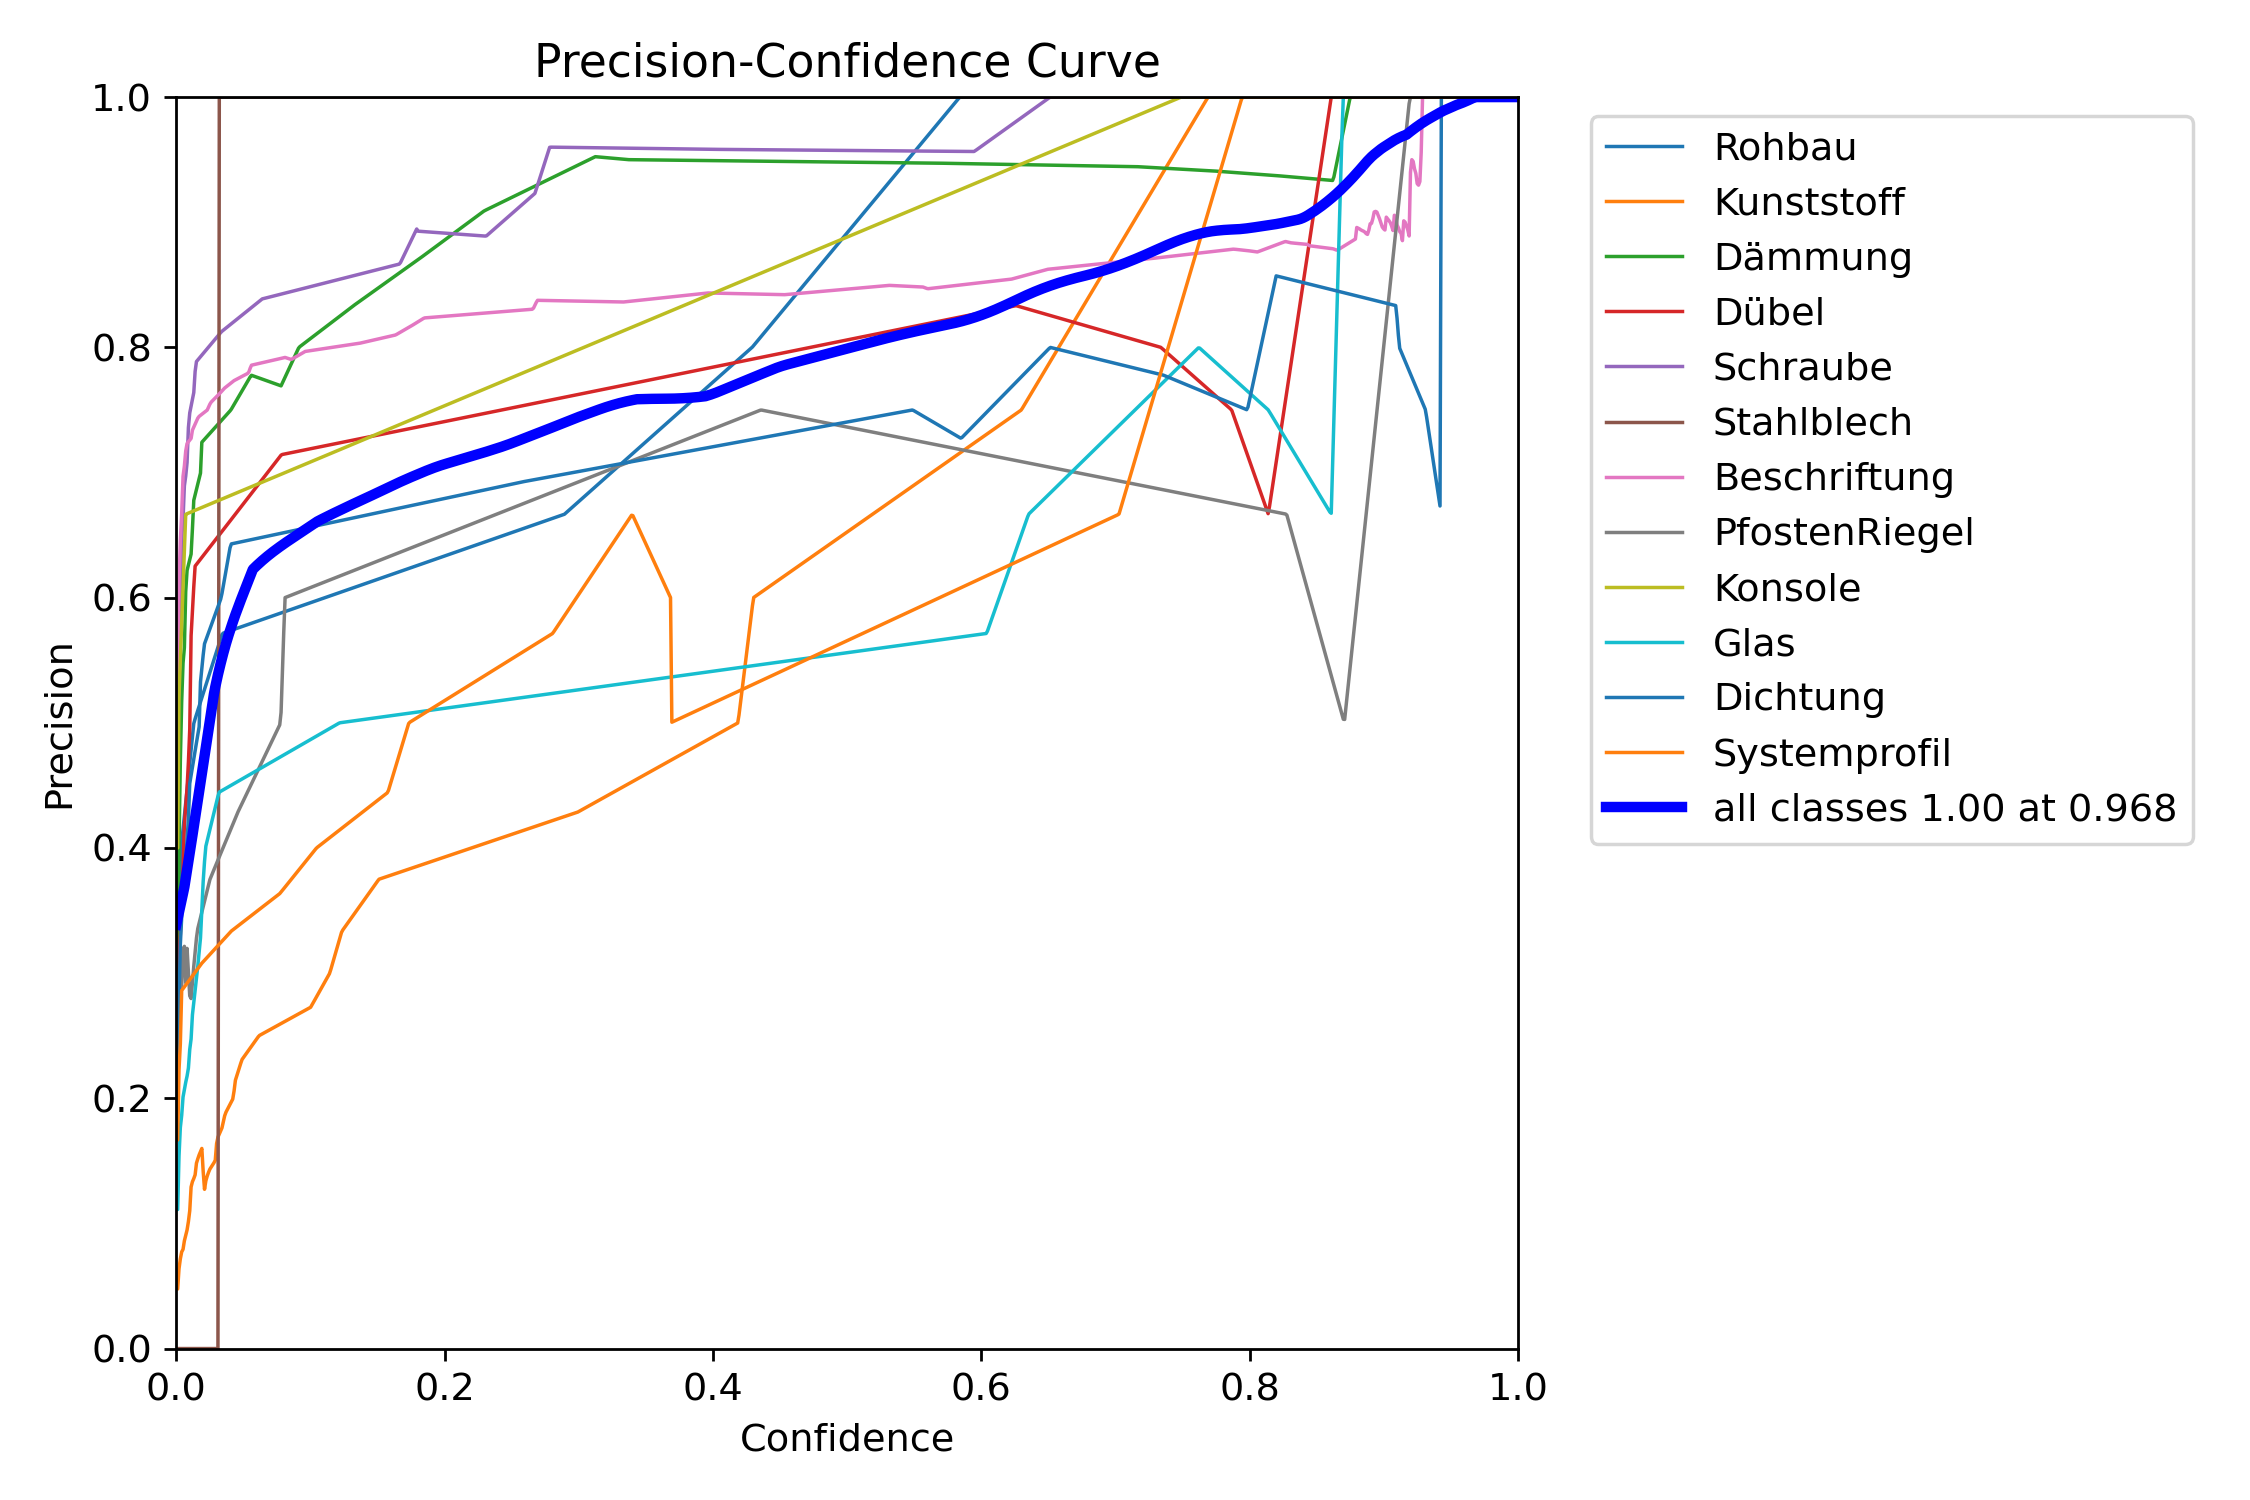 Precision-Confidence Curve
1.0
0.8
0.6
0.4
0.2
0.0
Precision
0.0 0.2 0.4 0.6 0.8 1.0
Confidence
Rohbau
Kunststoff
Dämmung
Dübel
Schraube
Stahlblech
Beschriftung
PfostenRiegel
Konsole
Glas
Dichtung
Systemprofil
all classes 1.00 at 0.968